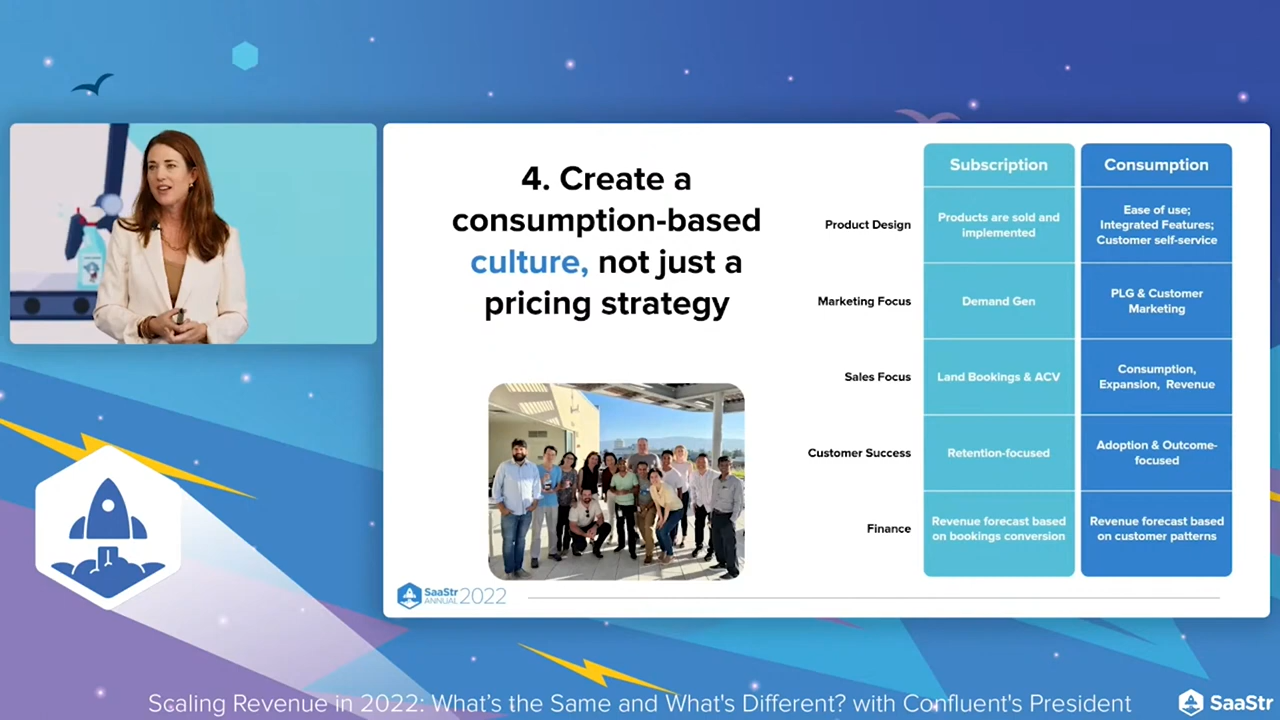 4. Create a
consumption-based
culture, not just a
pricing strategy
Subscription
Consumption
Product Design
Products are sold and
implemented
Ease of use;
Integrated Features;
Customer self-service
Marketing Focus
Demand Gen
PLG & Customer
Marketing
Sales Focus
Land Bookings & ACV
Consumption,
Expansion, Revenue
Customer Success
Retention-focused
Adoption & Outcome-
focused
Finance
Revenue forecast based
on bookings conversion
Revenue forecast based
on customer patterns
SaaStr
ANNUAL 2022
Scaling Revenue in 2022: What's the Same and What's Different? with Confluent's President
SaaStr